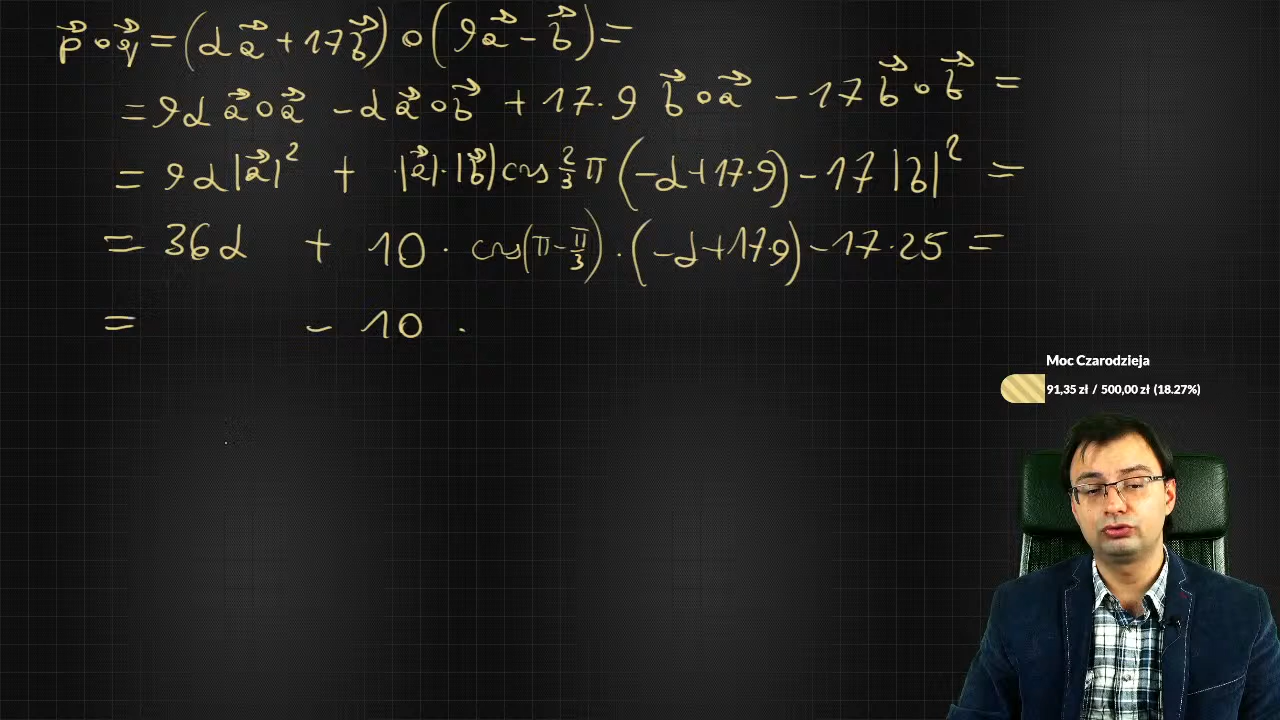 p⃗ ∘ q⃗ = (α a⃗ + 17 b⃗) ∘ (9 a⃗ − b⃗) =
= 9α a⃗ ∘ a⃗ − α a⃗ ∘ b⃗ + 17·9 b⃗ ∘ a⃗ − 17 b⃗ ∘ b⃗ =
= 9α |a⃗|² + |a⃗|·|b⃗| cos 2/3 π (−α + 17·9) − 17 |b|² =
= 36α + 10 · cos(π − π/3) · (−α + 17·9) − 17·25 =
= − 10 ·
Moc Czarodzieja
91,35 zł / 500,00 zł (18.27%)